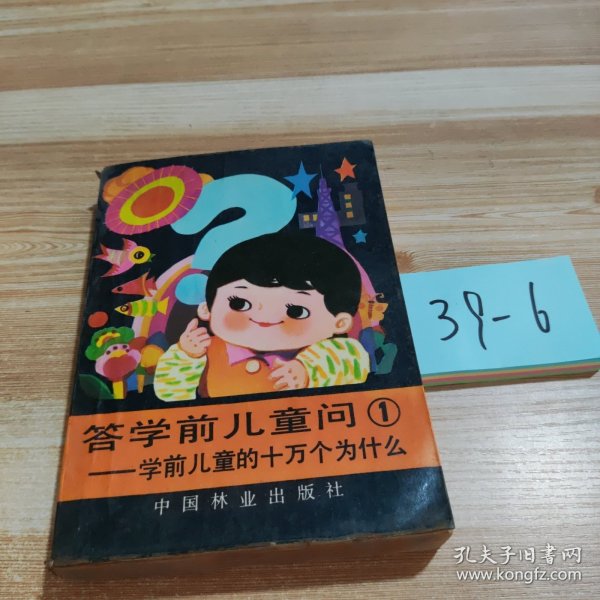 答学前儿童问①
——学前儿童的十万个为什么
中国林业出版社
39-6
孔夫子旧书网
www.kongfz.com